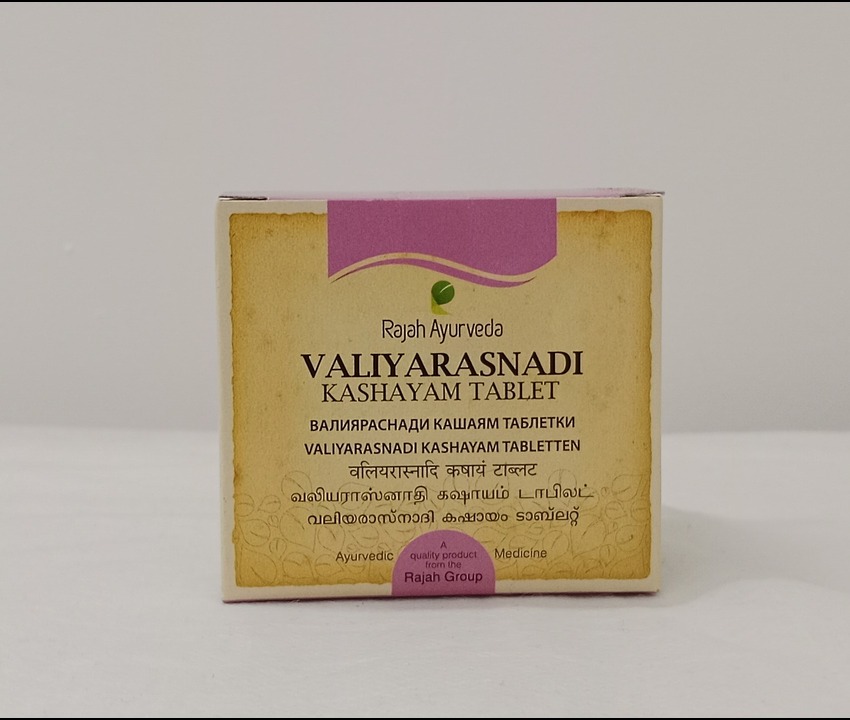 Rajah Ayurveda
VALIYARASNADI
KASHAYAM TABLET
ВАЛИЯРАСНАДИ КАШАЯМ ТАБЛЕТКИ
VALIYARASNADI KASHAYAM TABLETTEN
वलियरास्नादि कषायं टाब्लट
வலியராஸ்னாதி கஷாயம் டாபிலட்
വലിയരാസ്നാദി കഷായം ടാബ്ലറ്റ്
Ayurvedic Medicine
A
quality product
from the
Rajah Group